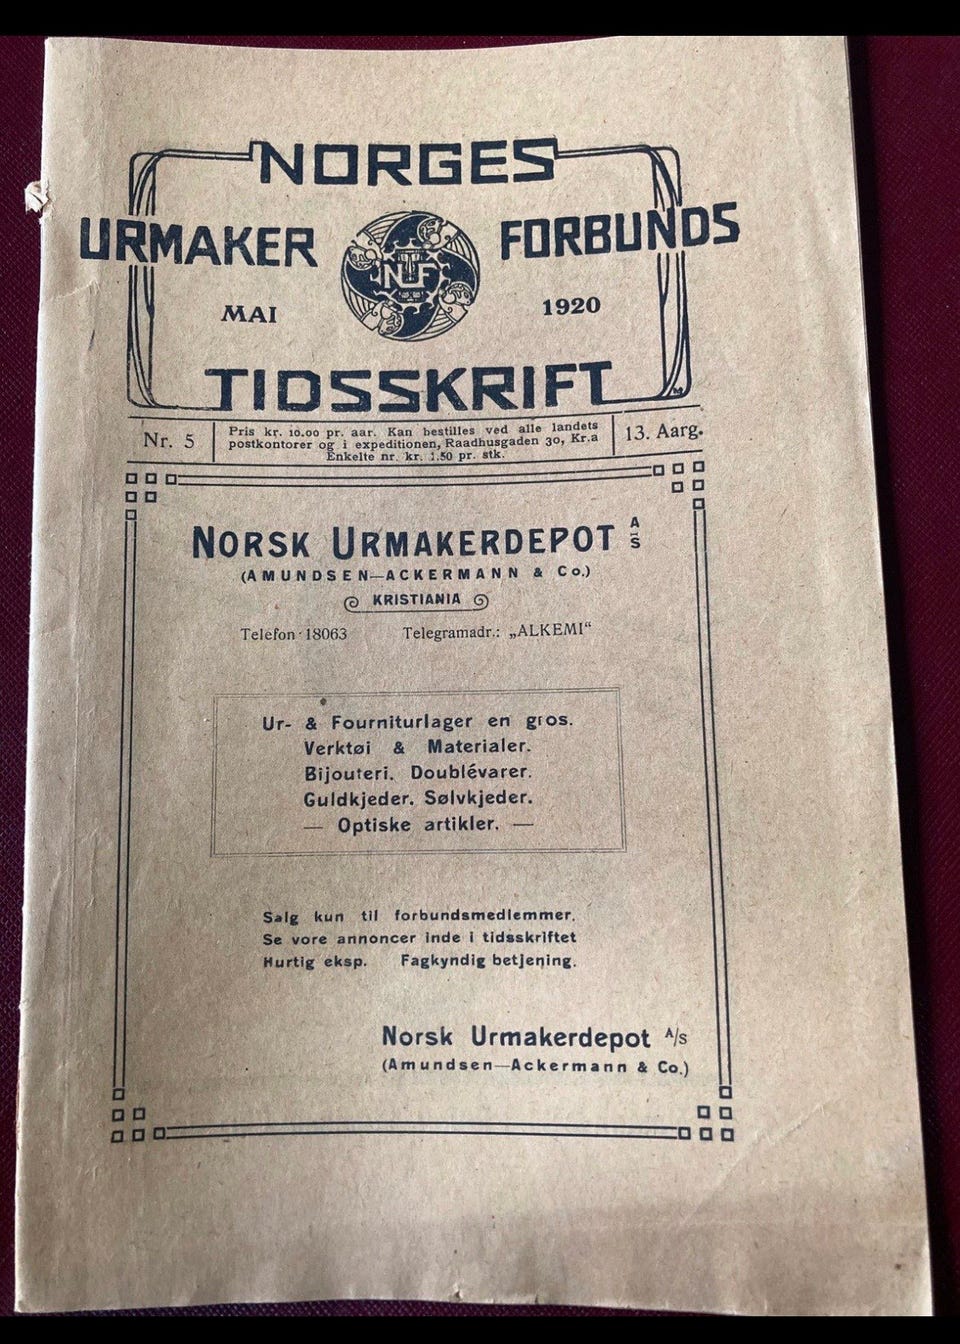 NORGES
URMAKER FORBUNDS
NUF
MAI 1920
TIDSSKRIFT
Nr. 5
Pris kr. 10.00 pr. aar. Kan bestilles ved alle landets
postkontorer og i expeditionen, Raadhusgaden 30, Kr.a
Enkelte nr. kr. 1.50 pr. stk.
13. Aarg.
NORSK URMAKERDEPOT A/S
(AMUNDSEN—ACKERMANN & Co.)
KRISTIANIA
Telefon 18063 Telegramadr.: „ALKEMI“
Ur- & Fourniturlager en gros.
Verktøi & Materialer.
Bijouteri. Doublévarer.
Guldkjeder. Sølvkjeder.
— Optiske artikler. —
Salg kun til forbundsmedlemmer.
Se vore annoncer inde i tidsskriftet
Hurtig eksp. Fagkyndig betjening.
Norsk Urmakerdepot A/S
(Amundsen—Ackermann & Co.)